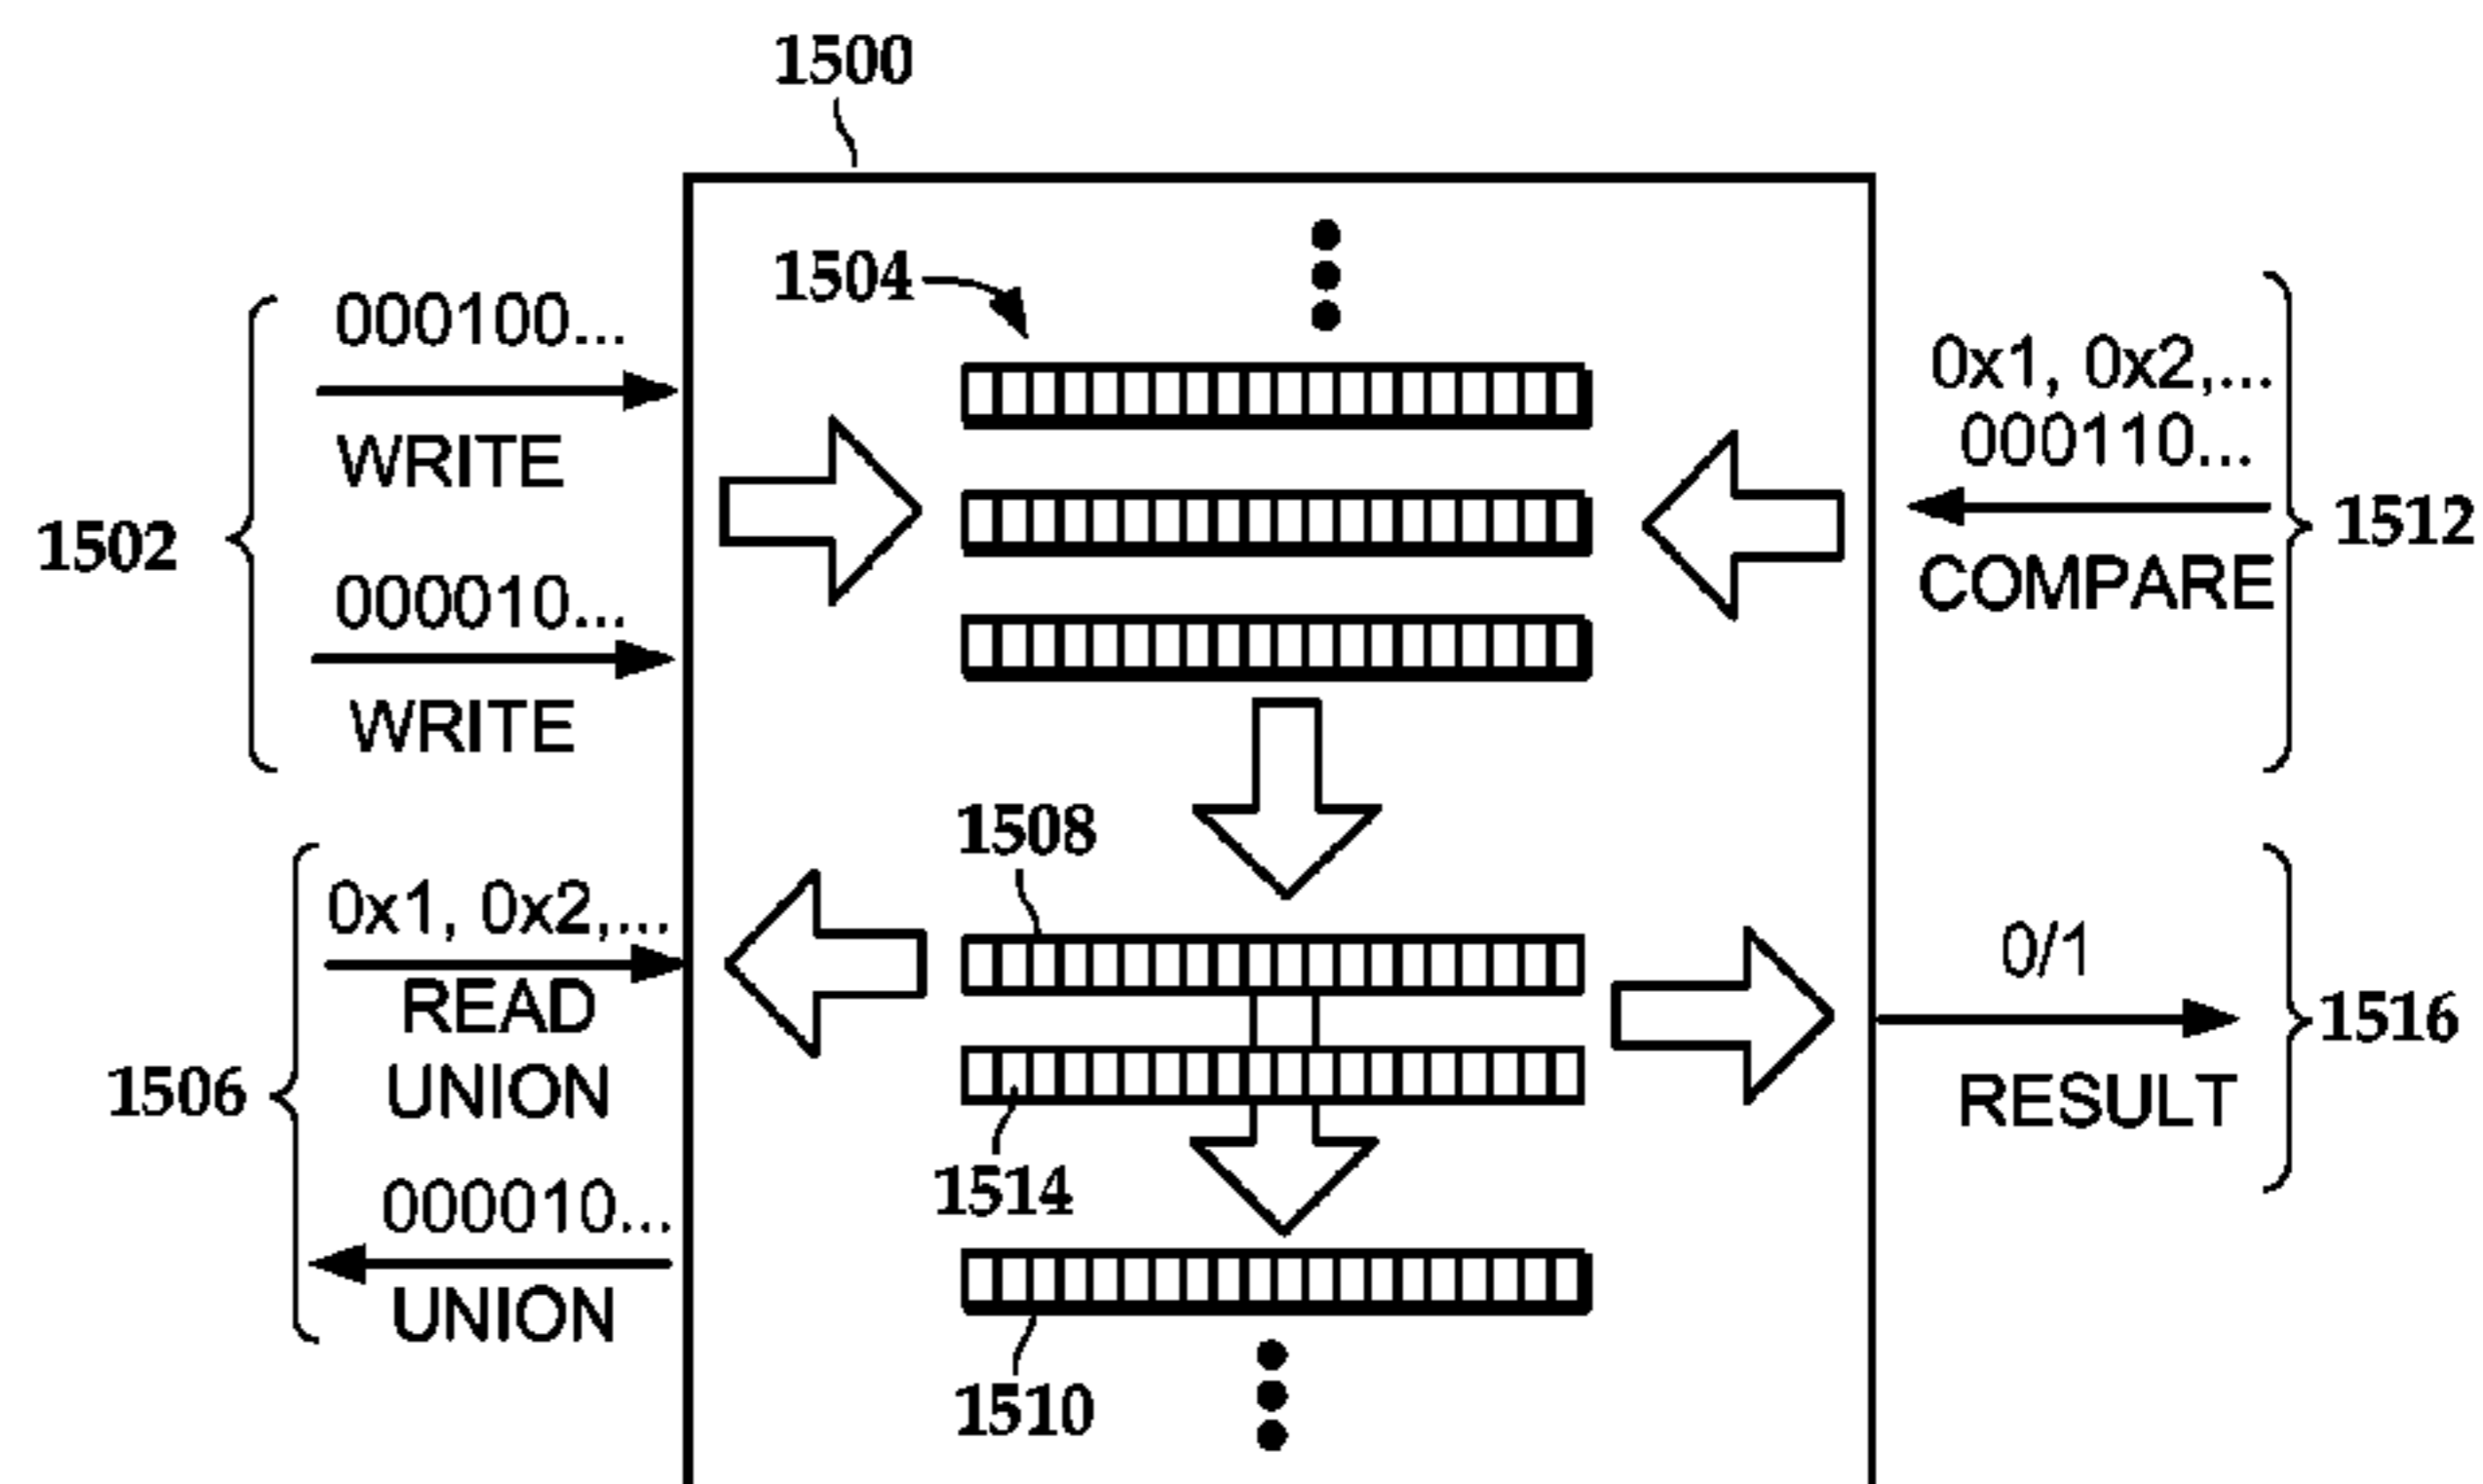 1500
1504
000100...
WRITE
1502
000010...
WRITE
0x1, 0x2,...
000110...
1512
COMPARE
1508
0x1, 0x2,...
READ
UNION
1506
000010...
UNION
0/1
1516
RESULT
1514
1510